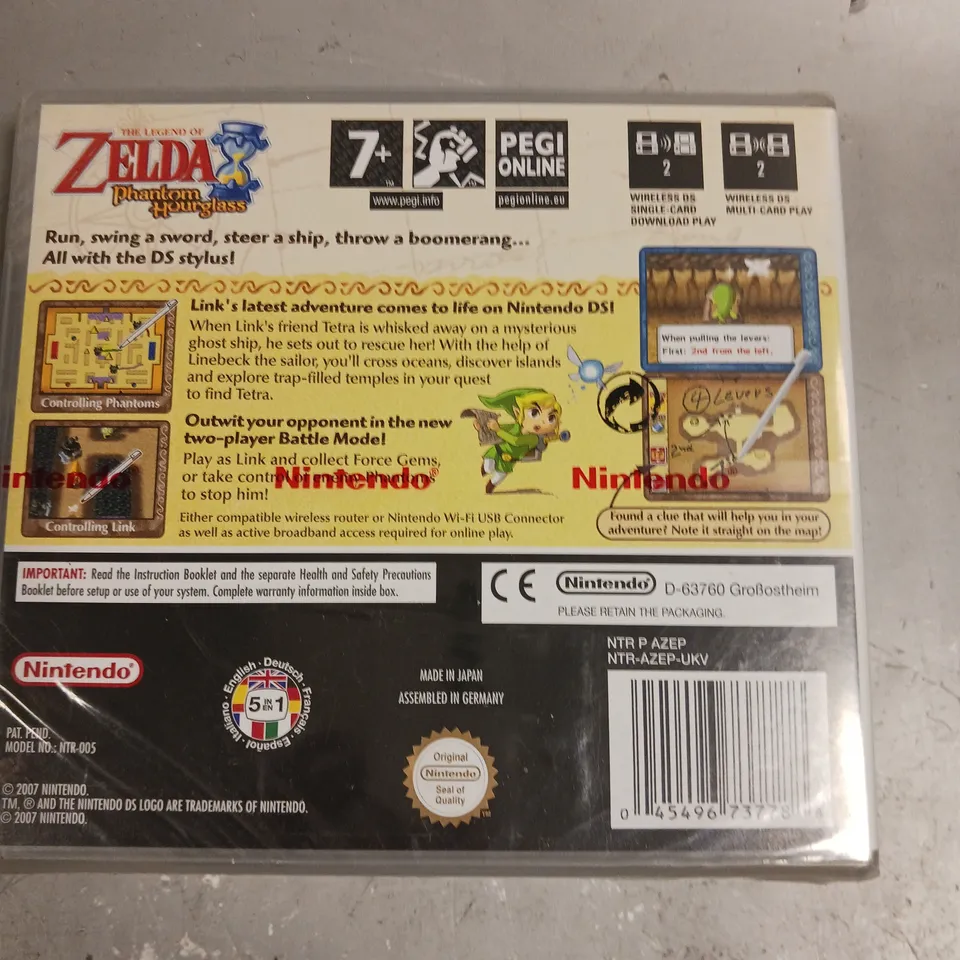 THE LEGEND OF
ZELDA
Phantom
Hourglass
7+
™
www.pegi.info
PEGI
ONLINE
pegionline.eu
2
WIRELESS DS
SINGLE-CARD
DOWNLOAD PLAY
2
WIRELESS DS
MULTI-CARD PLAY
Run, swing a sword, steer a ship, throw a boomerang...
All with the DS stylus!
Link's latest adventure comes to life on Nintendo DS!
When Link's friend Tetra is whisked away on a mysterious
ghost ship, he sets out to rescue her! With the help of
Linebeck the sailor, you'll cross oceans, discover islands
and explore trap-filled temples in your quest
to find Tetra.
Controlling Phantoms
When pulling the levers:
First: 2nd from the left.
4 Levers
2nd
Outwit your opponent in the new
two-player Battle Mode!
Play as Link and collect Force Gems,
or take control of enemy Phantoms
to stop him!
Nintendo Nintendo® Nintendo
Controlling Link
Either compatible wireless router or Nintendo Wi-Fi USB Connector
as well as active broadband access required for online play.
Found a clue that will help you in your
adventure? Note it straight on the map!
IMPORTANT: Read the Instruction Booklet and the separate Health and Safety Precautions
Booklet before setup or use of your system. Complete warranty information inside box.
CE Nintendo® D-63760 Großostheim
PLEASE RETAIN THE PACKAGING.
NTR P AZEP
NTR-AZEP-UKV
Nintendo®
English · Deutsch · Français · Español · Italiano
5 IN EN 1
MADE IN JAPAN
ASSEMBLED IN GERMANY
PAT. PEND.
MODEL NO.: NTR-005
Original
Nintendo
Seal of
Quality
™
© 2007 NINTENDO.
TM, ® AND THE NINTENDO DS LOGO ARE TRADEMARKS OF NINTENDO.
© 2007 NINTENDO.
0 45496